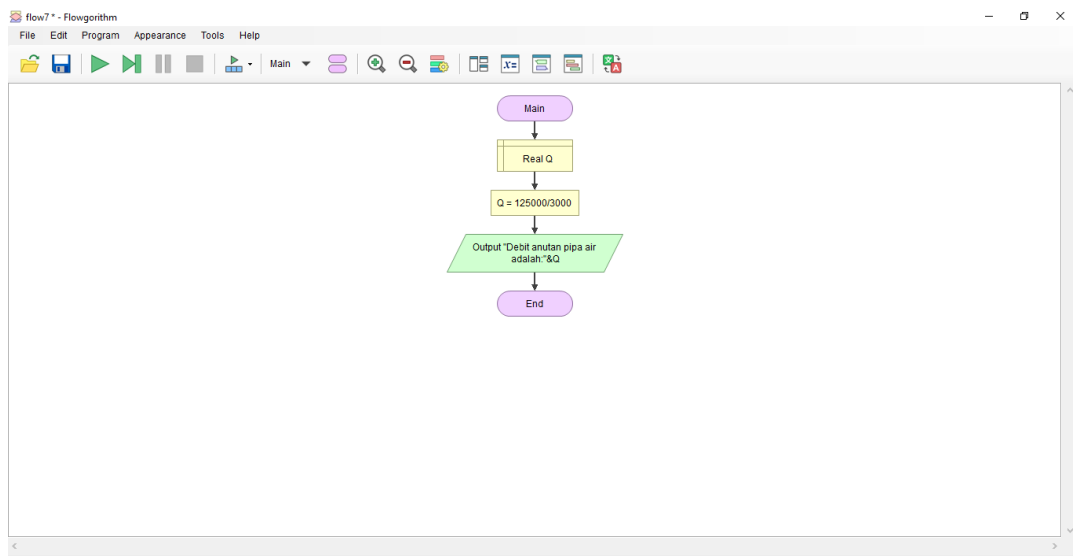 flow7 * - Flowgorithm
File Edit Program Appearance Tools Help
Main
x=
Main
Real Q
Q = 125000/3000
Output "Debit anutan pipa air
adalah:"&Q
End